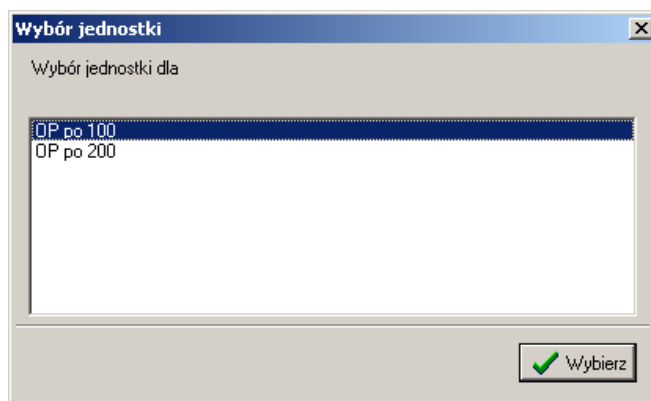 Wybór jednostki
Wybór jednostki dla
OP po 100
OP po 200
Wybierz